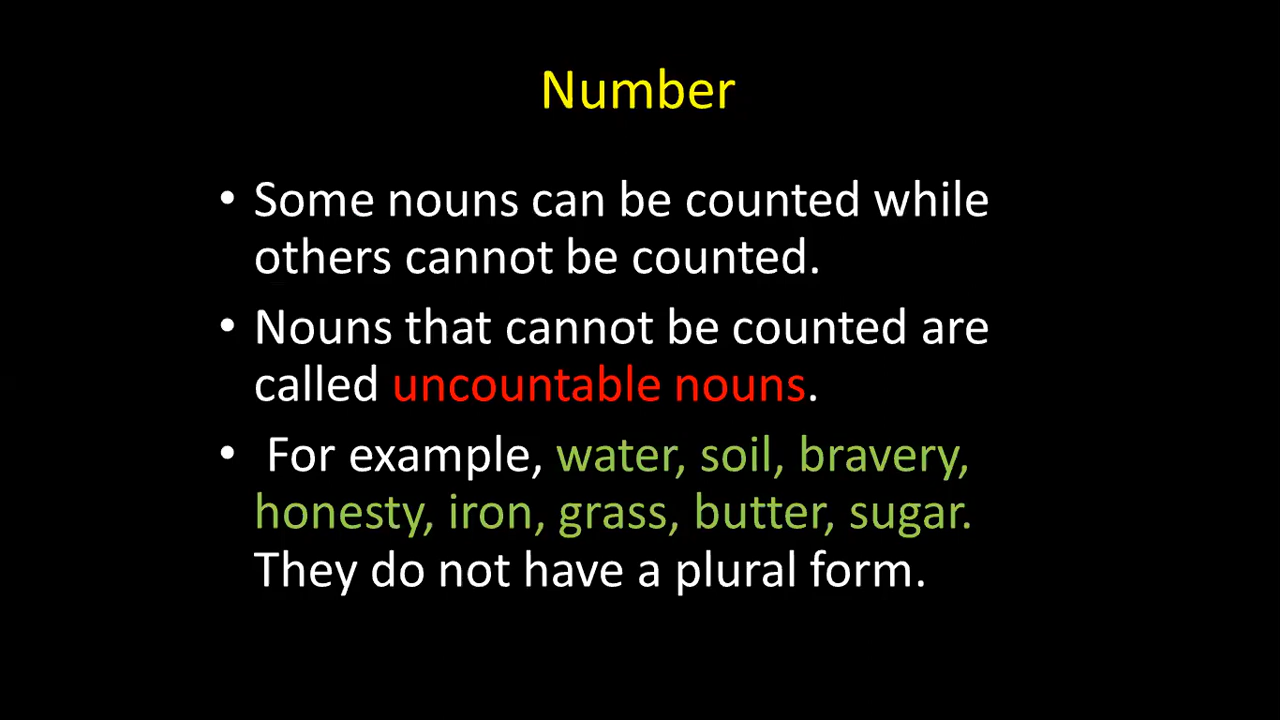 Number
• Some nouns can be counted while
others cannot be counted.
• Nouns that cannot be counted are
called uncountable nouns.
• For example, water, soil, bravery,
honesty, iron, grass, butter, sugar.
They do not have a plural form.